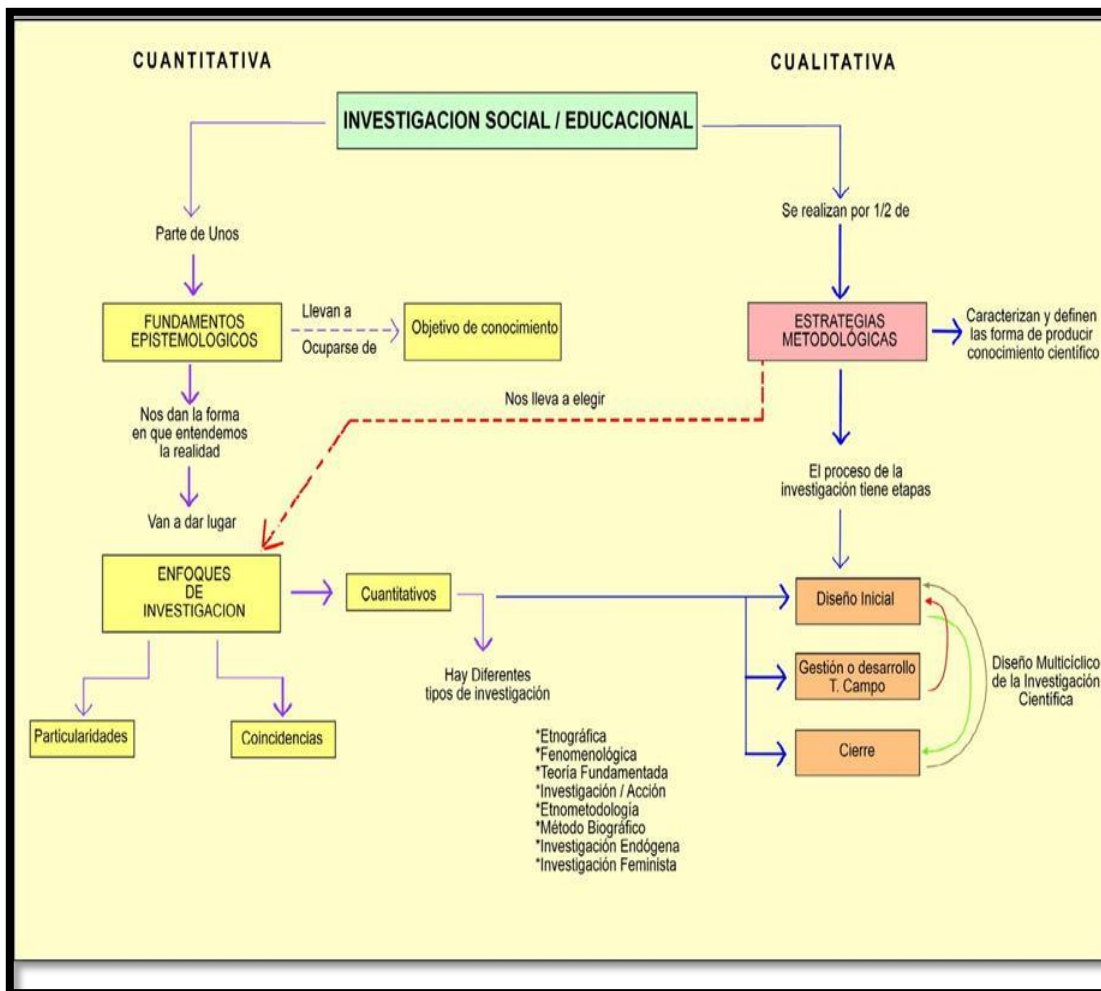 CUANTITATIVA
CUALITATIVA
INVESTIGACION SOCIAL / EDUCACIONAL
Parte de Unos
Se realizan por 1/2 de
FUNDAMENTOS
EPISTEMOLOGICOS
Llevan a
Ocuparse de
Objetivo de conocimiento
ESTRATEGIAS
METODOLÓGICAS
Caracterizan y definen
las forma de producir
conocimiento científico
Nos dan la forma
en que entendemos
la realidad
Nos lleva a elegir
El proceso de la
investigación tiene etapas
Van a dar lugar
ENFOQUES
DE
INVESTIGACION
Cuantitativos
Diseño Inicial
Hay Diferentes
tipos de investigación
Gestión o desarrollo
T. Campo
Diseño Multicíclico
de la Investigación
Científica
Particularidades
Coincidencias
Cierre
*Etnográfica
*Fenomenológica
*Teoría Fundamentada
*Investigación / Acción
*Etnometodología
*Método Biográfico
*Investigación Endógena
*Investigación Feminista